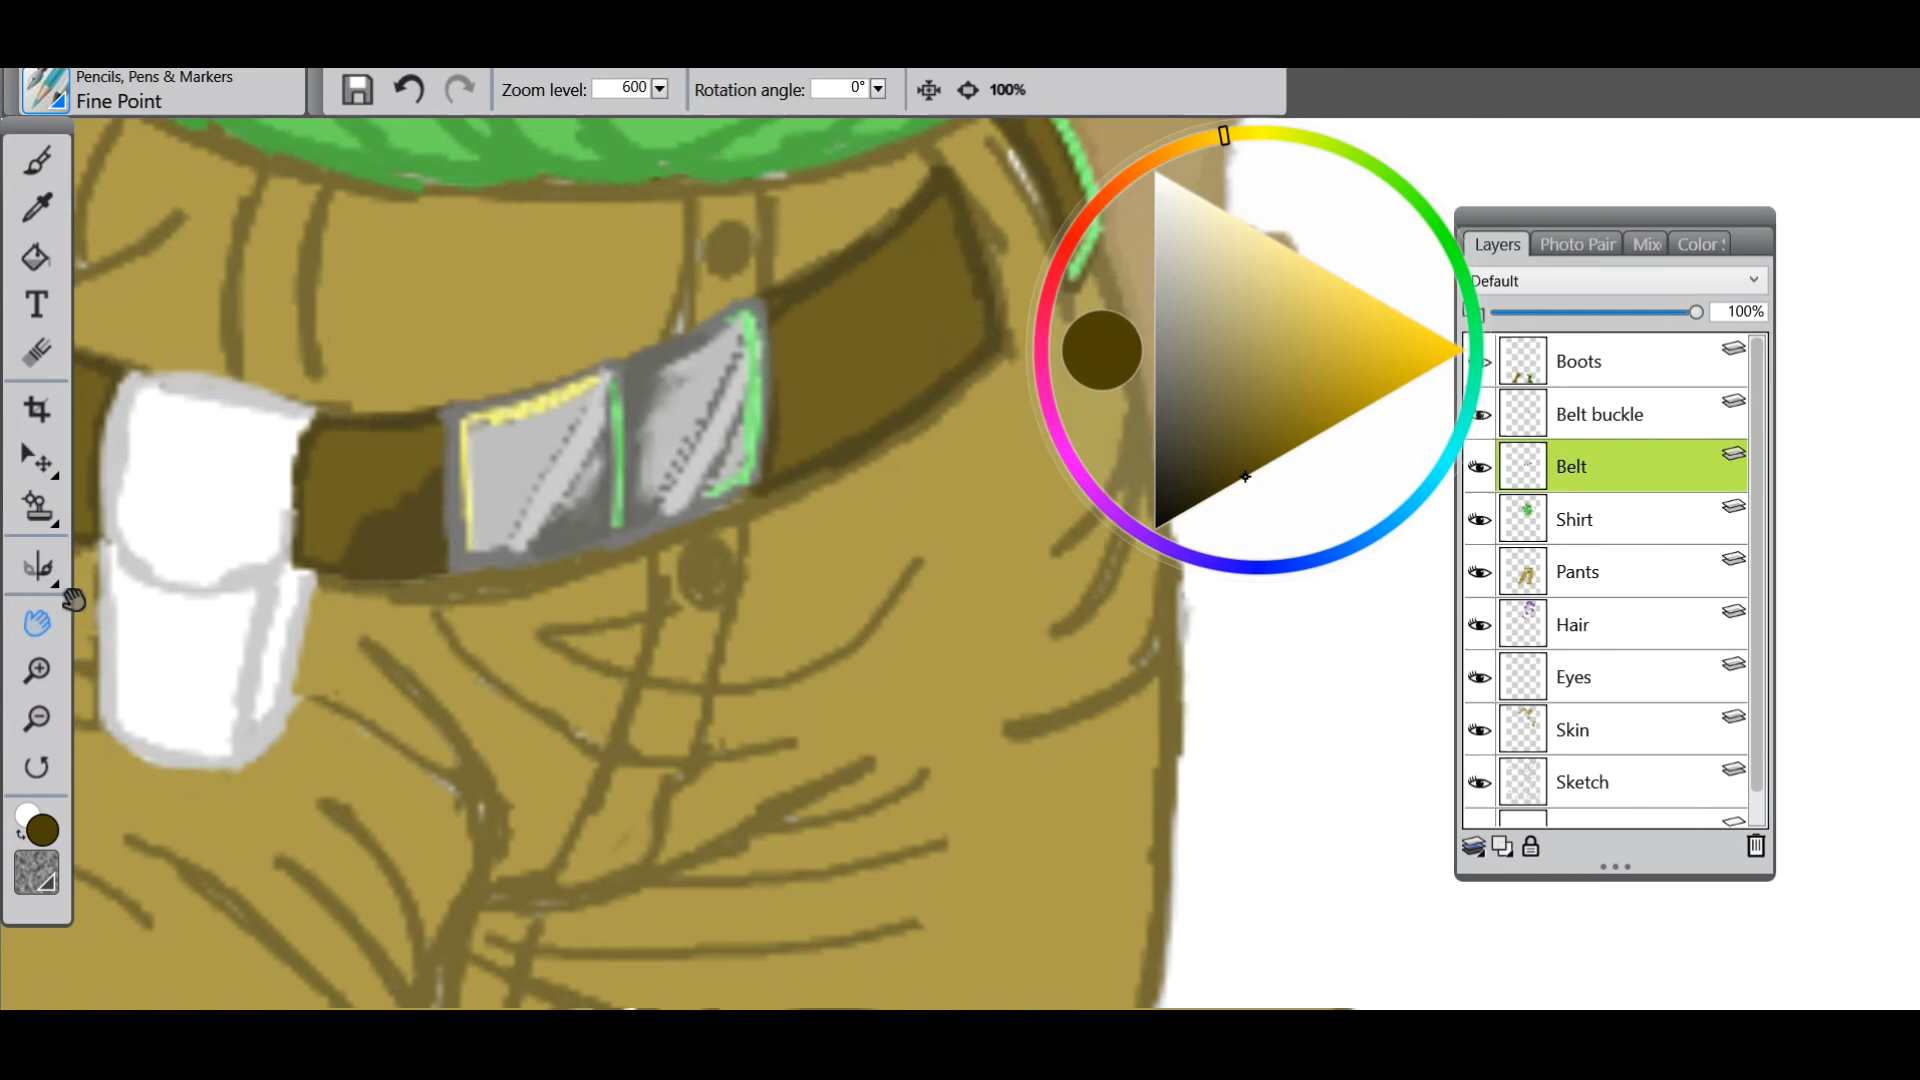 Pencils, Pens & Markers
Fine Point
Zoom level: 600
Rotation angle: 0°
100%
T
Layers Photo Pair Mix Color
Default
100%
Boots
Belt buckle
Belt
Shirt
Pants
Hair
Eyes
Skin
Sketch